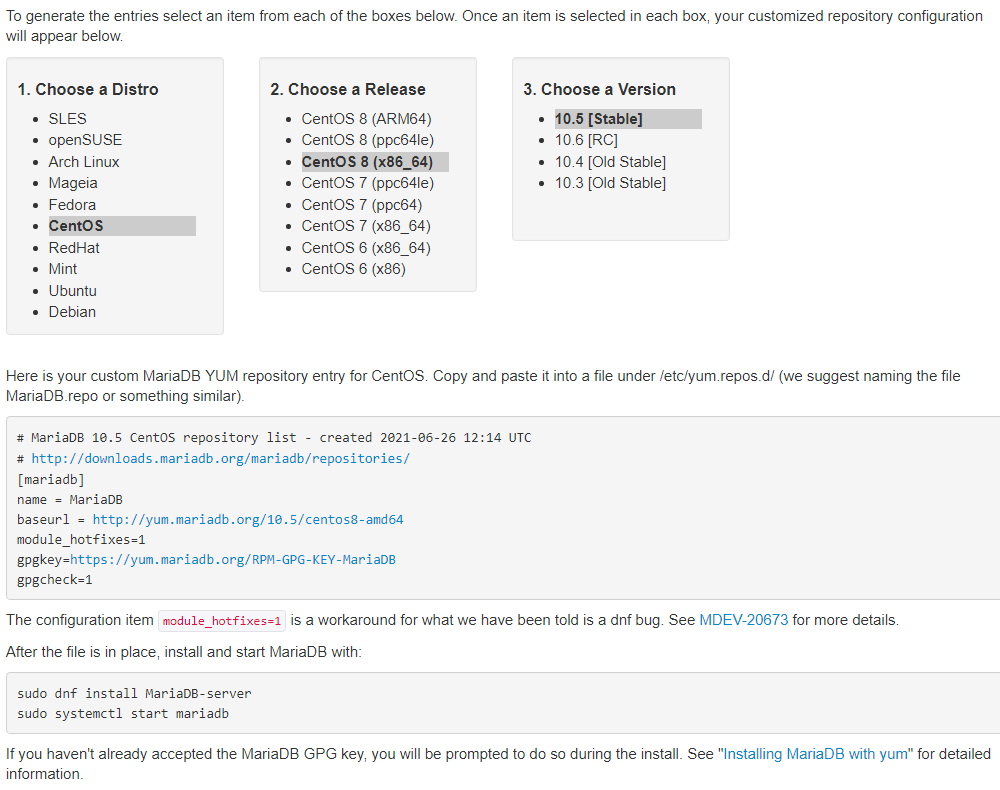 To generate the entries select an item from each of the boxes below. Once an item is selected in each box, your customized repository configuration
will appear below.
1. Choose a Distro
SLES
openSUSE
Arch Linux
Mageia
Fedora
CentOS
RedHat
Mint
Ubuntu
Debian
2. Choose a Release
CentOS 8 (ARM64)
CentOS 8 (ppc64le)
CentOS 8 (x86_64)
CentOS 7 (ppc64le)
CentOS 7 (ppc64)
CentOS 7 (x86_64)
CentOS 6 (x86_64)
CentOS 6 (x86)
3. Choose a Version
10.5 [Stable]
10.6 [RC]
10.4 [Old Stable]
10.3 [Old Stable]
Here is your custom MariaDB YUM repository entry for CentOS. Copy and paste it into a file under /etc/yum.repos.d/ (we suggest naming the file
MariaDB.repo or something similar).
# MariaDB 10.5 CentOS repository list - created 2021-06-26 12:14 UTC
# http://downloads.mariadb.org/mariadb/repositories/
[mariadb]
name = MariaDB
baseurl = http://yum.mariadb.org/10.5/centos8-amd64
module_hotfixes=1
gpgkey=https://yum.mariadb.org/RPM-GPG-KEY-MariaDB
gpgcheck=1
The configuration item module_hotfixes=1 is a workaround for what we have been told is a dnf bug. See MDEV-20673 for more details.
After the file is in place, install and start MariaDB with:
sudo dnf install MariaDB-server
sudo systemctl start mariadb
If you haven't already accepted the MariaDB GPG key, you will be prompted to do so during the install. See "Installing MariaDB with yum" for detailed
information.